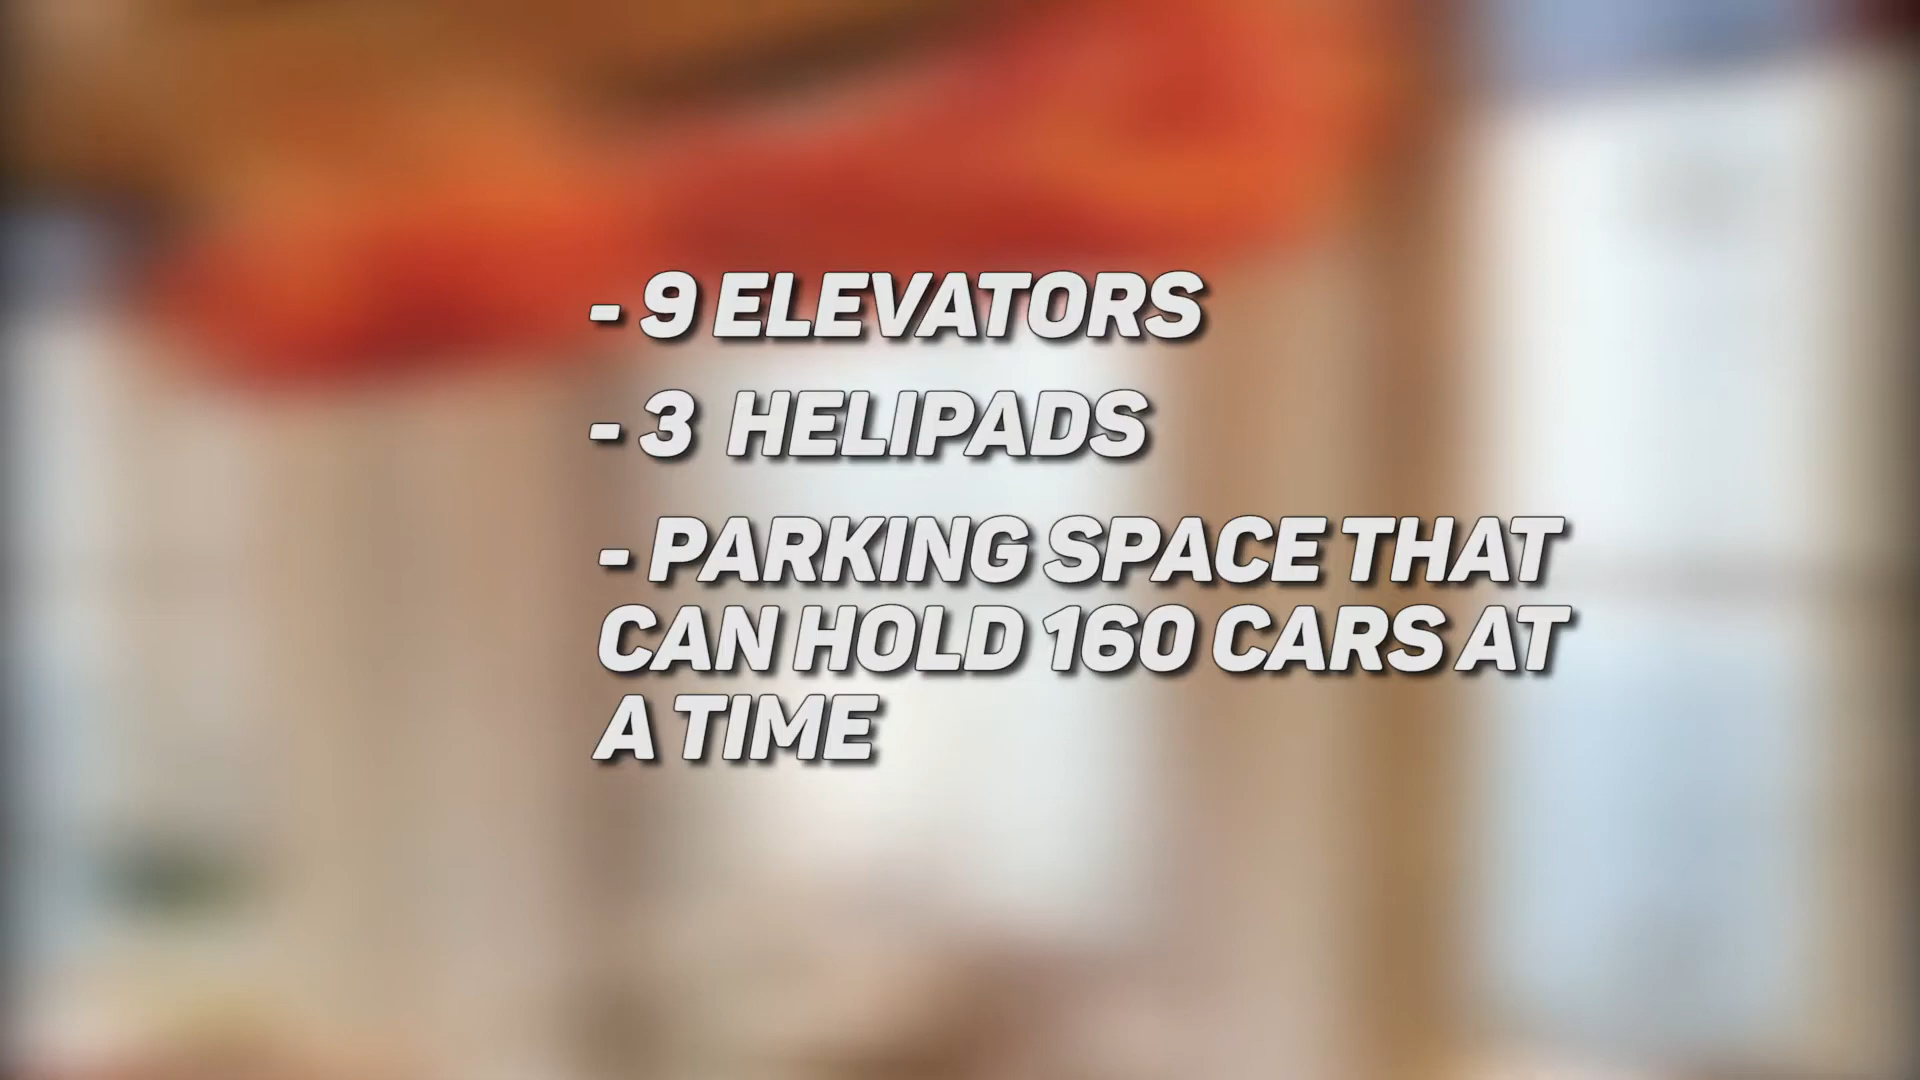 - 9 ELEVATORS
- 3 HELIPADS
- PARKING SPACE THAT
CAN HOLD 160 CARS AT
A TIME